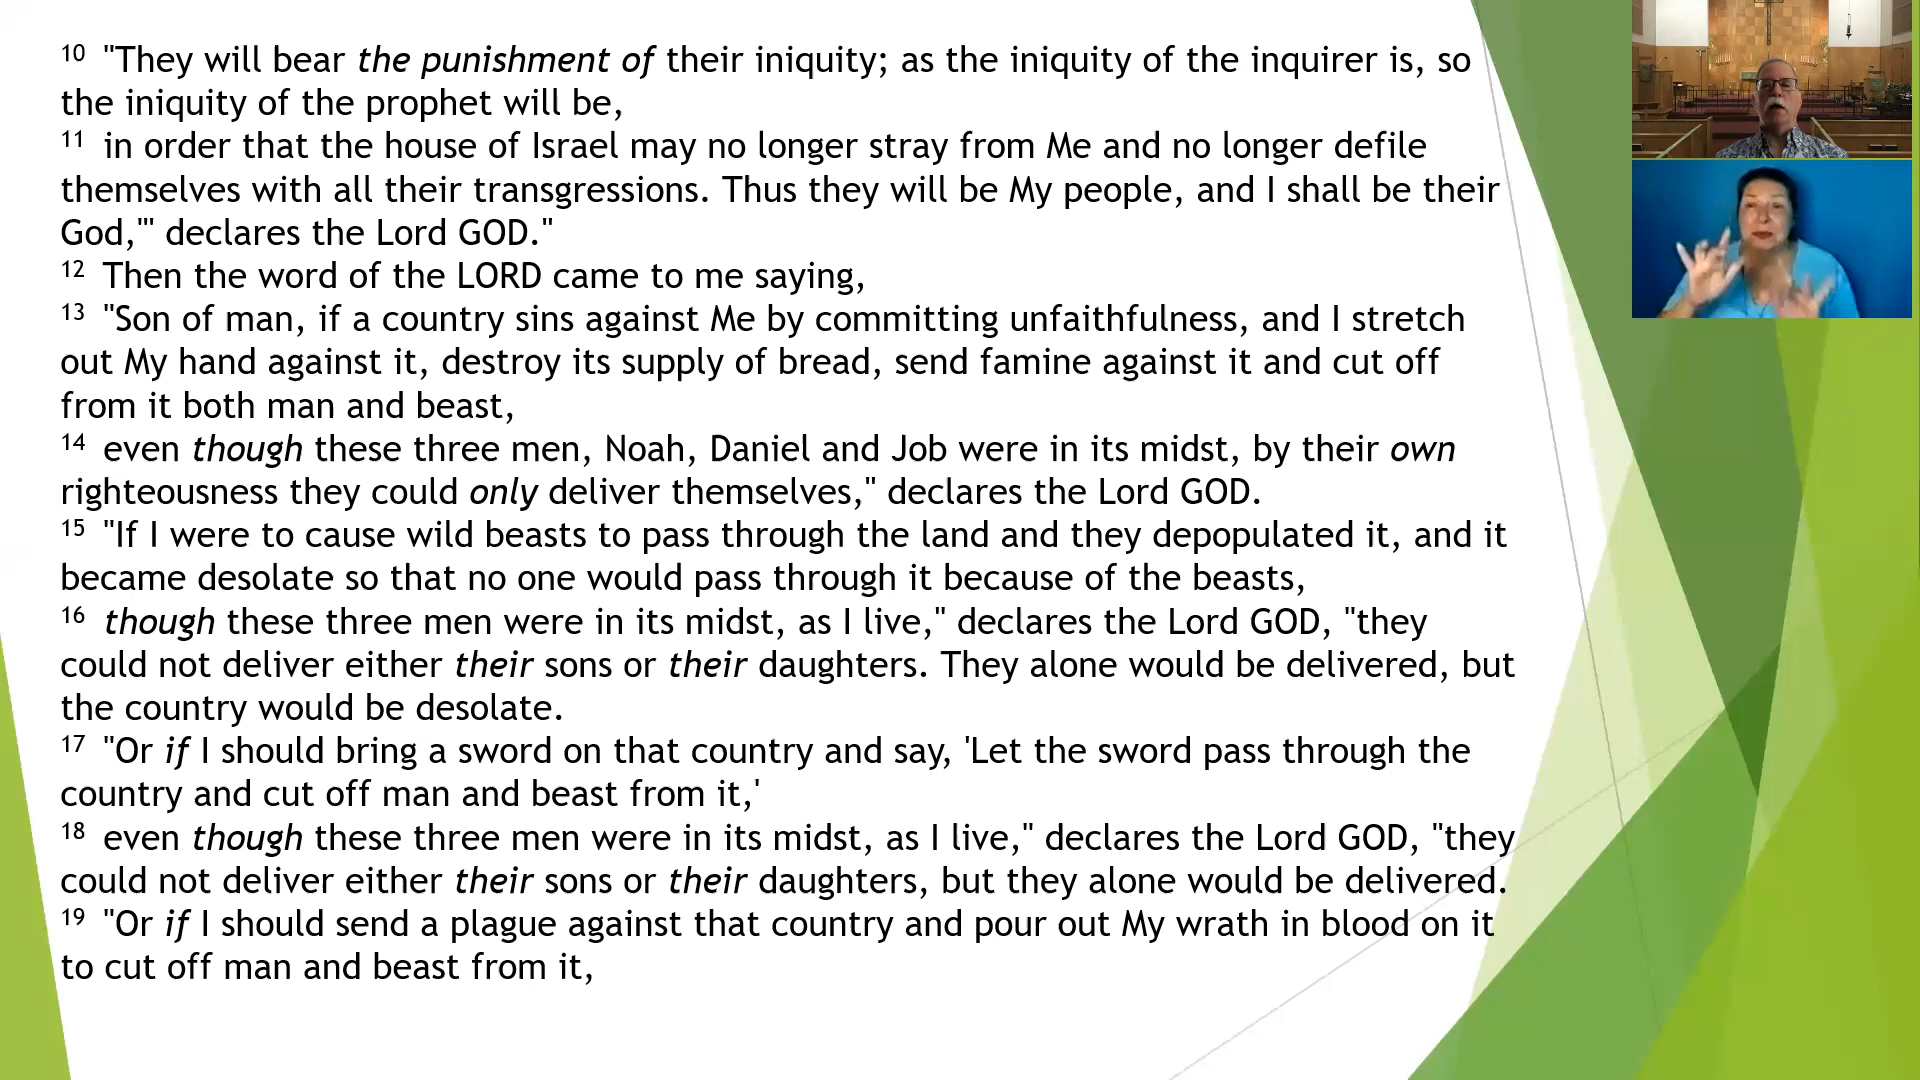 10 "They will bear the punishment of their iniquity; as the iniquity of the inquirer is, so
the iniquity of the prophet will be,
11 in order that the house of Israel may no longer stray from Me and no longer defile
themselves with all their transgressions. Thus they will be My people, and I shall be their
God,'" declares the Lord GOD."
12 Then the word of the LORD came to me saying,
13 "Son of man, if a country sins against Me by committing unfaithfulness, and I stretch
out My hand against it, destroy its supply of bread, send famine against it and cut off
from it both man and beast,
14 even though these three men, Noah, Daniel and Job were in its midst, by their own
righteousness they could only deliver themselves," declares the Lord GOD.
15 "If I were to cause wild beasts to pass through the land and they depopulated it, and it
became desolate so that no one would pass through it because of the beasts,
16 though these three men were in its midst, as I live," declares the Lord GOD, "they
could not deliver either their sons or their daughters. They alone would be delivered, but
the country would be desolate.
17 "Or if I should bring a sword on that country and say, 'Let the sword pass through the
country and cut off man and beast from it,'
18 even though these three men were in its midst, as I live," declares the Lord GOD, "they
could not deliver either their sons or their daughters, but they alone would be delivered.
19 "Or if I should send a plague against that country and pour out My wrath in blood on it
to cut off man and beast from it,